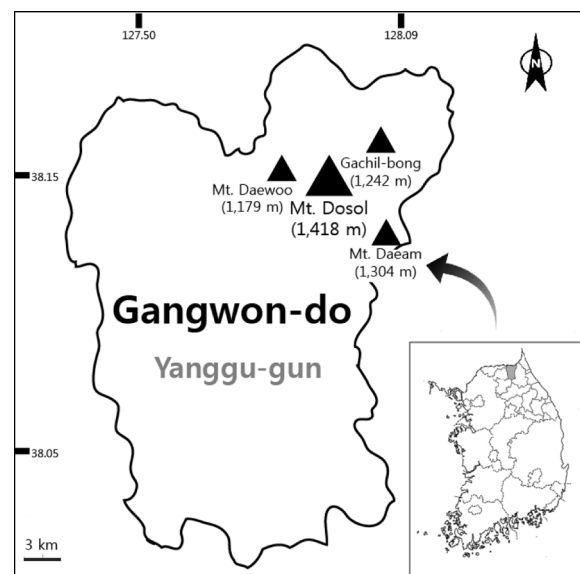 127.50
128.09
N
38.15
Gachil-bong
(1,242 m)
Mt. Daewoo
(1,179 m)
Mt. Dosol
(1,418 m)
Mt. Daeam
(1,304 m)
Gangwon-do
Yanggu-gun
38.05
3 km